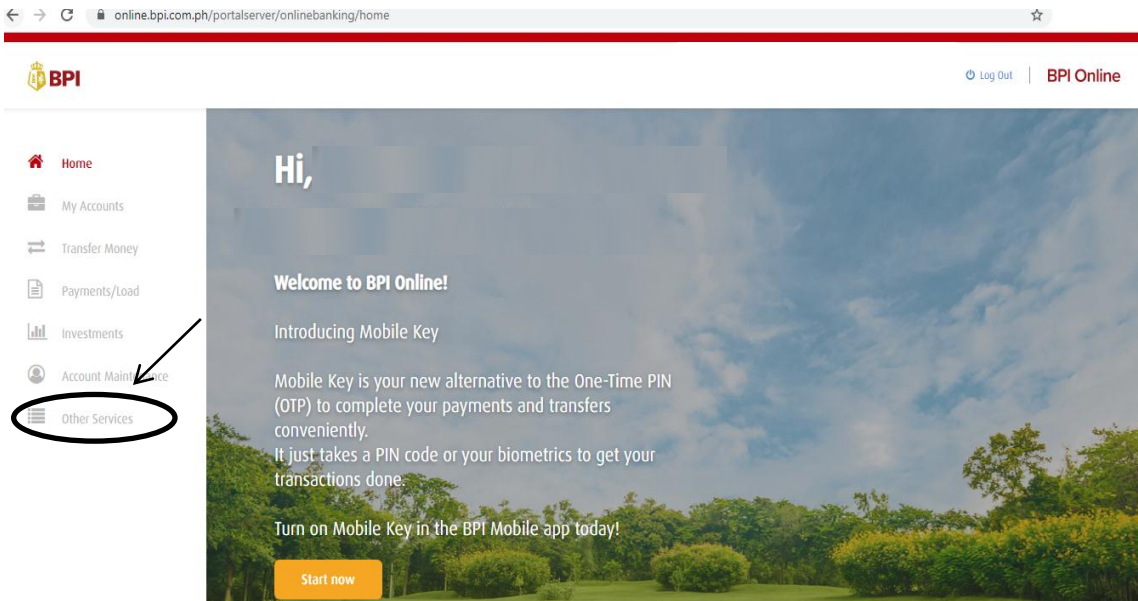 online.bpi.com.ph/portalserver/onlinebanking/home
BPI
Log Out
BPI Online
Home
My Accounts
Transfer Money
Payments/Load
Investments
Account Maintenance
Other Services
Hi,
Welcome to BPI Online!
Introducing Mobile Key
Mobile Key is your new alternative to the One-Time PIN
(OTP) to complete your payments and transfers
conveniently.
It just takes a PIN code or your biometrics to get your
transactions done.
Turn on Mobile Key in the BPI Mobile app today!
Start now